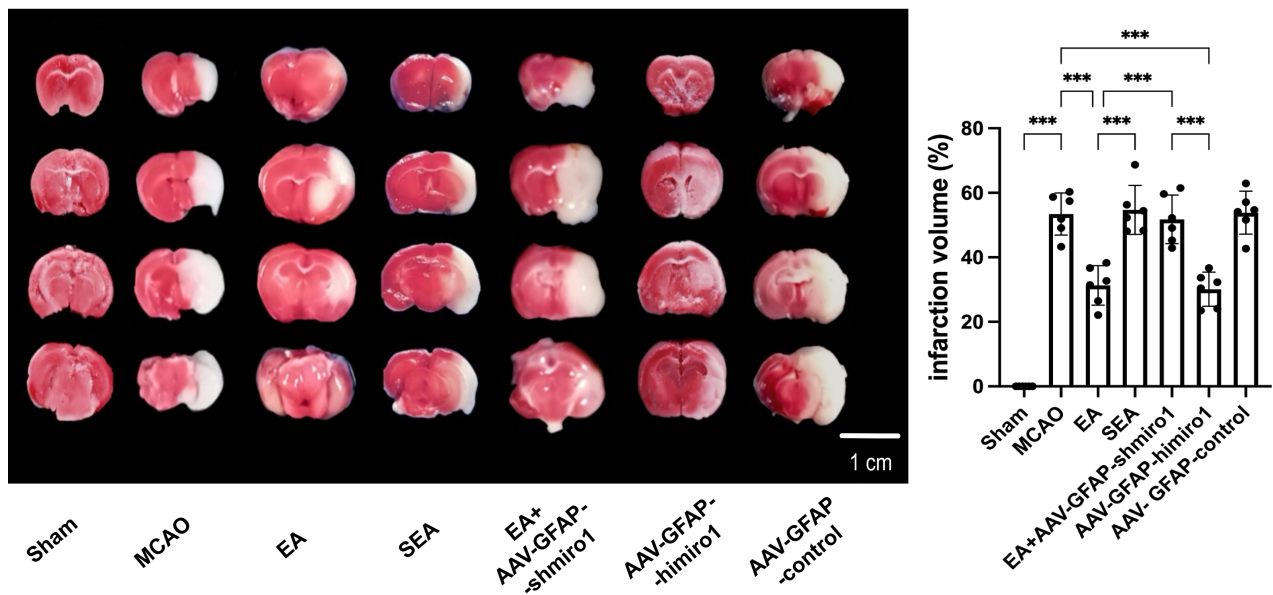 1 cm
Sham
MCAO
EA
SEA
EA+
AAV-GFAP-
-shmiro1
AAV-GFAP-
-himiro1
AAV-GFAP
-control
infarction volume (%)
80
60
40
20
0
***
*** ***
*** *** ***
Sham
MCAO
EA
SEA
EA+AAV-GFAP-shmiro1
AAV-GFAP-himiro1
AAV- GFAP-control